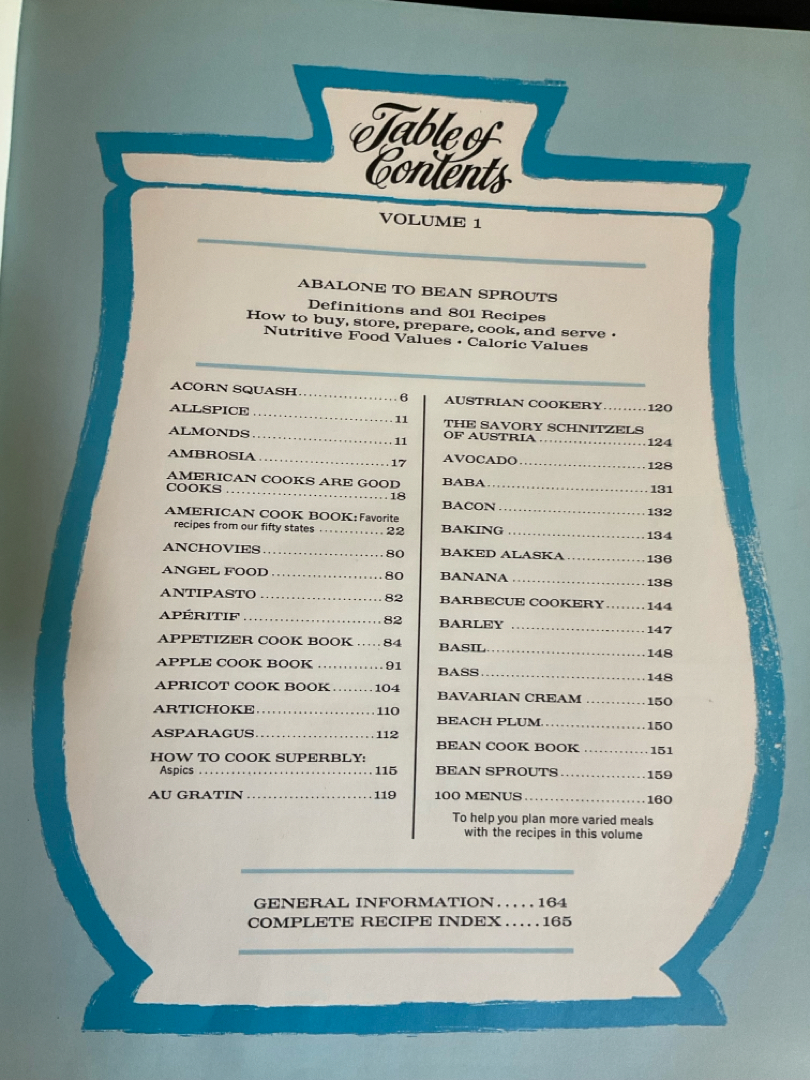 Table of
Contents
VOLUME 1
ABALONE TO BEAN SPROUTS
Definitions and 801 Recipes
How to buy, store, prepare, cook, and serve •
Nutritive Food Values • Caloric Values
ACORN SQUASH....................6
ALLSPICE ..........................11
ALMONDS..........................11
AMBROSIA ........................17
AMERICAN COOKS ARE GOOD
COOKS ..............................18
AMERICAN COOK BOOK: Favorite
recipes from our fifty states ............22
ANCHOVIES......................80
ANGEL FOOD ....................80
ANTIPASTO ......................82
APÉRITIF ..........................82
APPETIZER COOK BOOK .....84
APPLE COOK BOOK ............91
APRICOT COOK BOOK........104
ARTICHOKE.....................110
ASPARAGUS.....................112
HOW TO COOK SUPERBLY:
Aspics ..............................115
AU GRATIN ......................119
AUSTRIAN COOKERY.........120
THE SAVORY SCHNITZELS
OF AUSTRIA ....................124
AVOCADO.......................128
BABA..............................131
BACON ...........................132
BAKING ..........................134
BAKED ALASKA...............136
BANANA .........................138
BARBECUE COOKERY........144
BARLEY .........................147
BASIL.............................148
BASS..............................148
BAVARIAN CREAM ...........150
BEACH PLUM...................150
BEAN COOK BOOK ............151
BEAN SPROUTS...............159
100 MENUS.....................160
To help you plan more varied meals
with the recipes in this volume
GENERAL INFORMATION.....164
COMPLETE RECIPE INDEX.....165